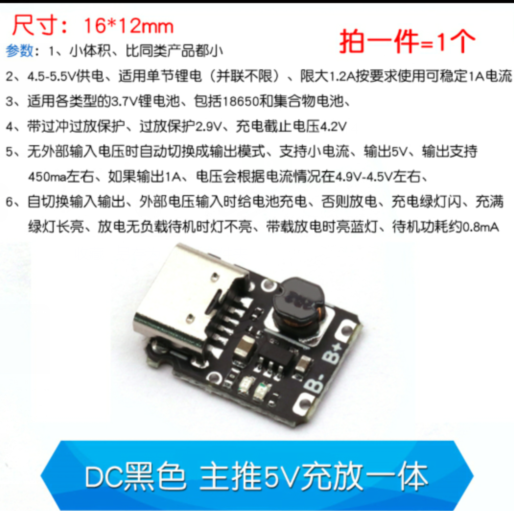 尺寸：16*12mm
拍一件=1个
参数：1、小体积、比同类产品都小
2、4.5-5.5V供电、适用单节锂电（并联不限）、限大1.2A按要求使用可稳定1A电流
3、适用各类型的3.7V锂电池、包括18650和集合物电池、
4、带过冲过放保护、过放保护2.9V、充电截止电压4.2V
5、无外部输入电压时自动切换成输出模式、支持小电流、输出5V、输出支持
450ma左右、如果输出1A、电压会根据电流情况在4.9V-4.5V左右、
6、自切换输入输出、外部电压输入时给电池充电、否则放电、充电绿灯闪、充满
绿灯长亮、放电无负载待机时灯不亮、带载放电时亮蓝灯、待机功耗约0.8mA
B-
B+
DC黑色 主推5V充放一体